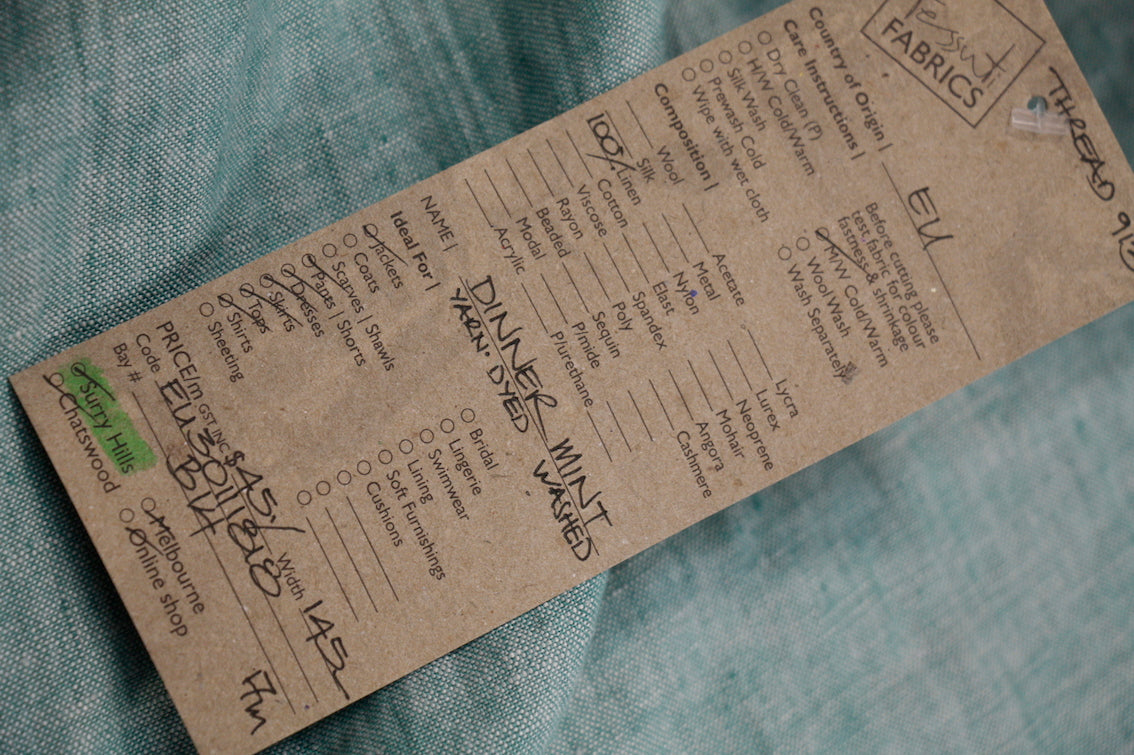 Tessuti
FABRICS
THREAD
Country of Origin | EU
Care Instructions |
Dry Clean (P)
H/W Cold/Warm
Silk Wash
Prewash Cold
Wipe with wet cloth
Before cutting please
test fabric for colour
fastness & shrinkage
M/W Cold/Warm
Wool Wash
Wash Separately
Composition |
Wool
Silk
100% Linen
Cotton
Viscose
Rayon
Beaded
Modal
Acrylic
Acetate
Metal
Nylon
Elast
Spandex
Poly
Sequin
P/mide
P/urethane
Lycra
Lurex
Neoprene
Mohair
Angora
Cashmere
NAME | DINNER MINT
YARN. DYED WASHED
Ideal For |
Jackets
Coats
Scarves | Shawls
Pants | Shorts
Dresses
Skirts
Tops
Shirts
Sheeting
Bridal
Lingerie
Swimwear
Lining
Soft Furnishings
Cushions
PRICE/m GST INC $45./ Width 145
Code EU3011818
Bay # B14 17m
Surry Hills
Chatswood
Melbourne
Online shop